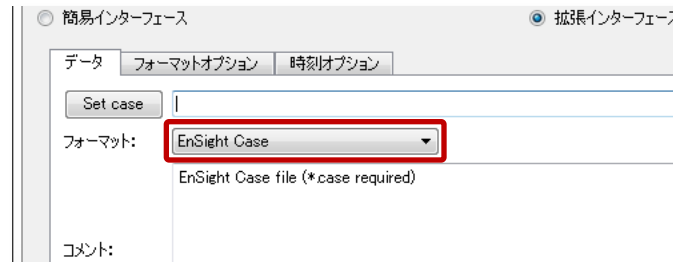 簡易インターフェース 拡張インターフェース
データ フォーマットオプション 時刻オプション
Set case
フォーマット: EnSight Case
EnSight Case file (*.case required)
コメント: